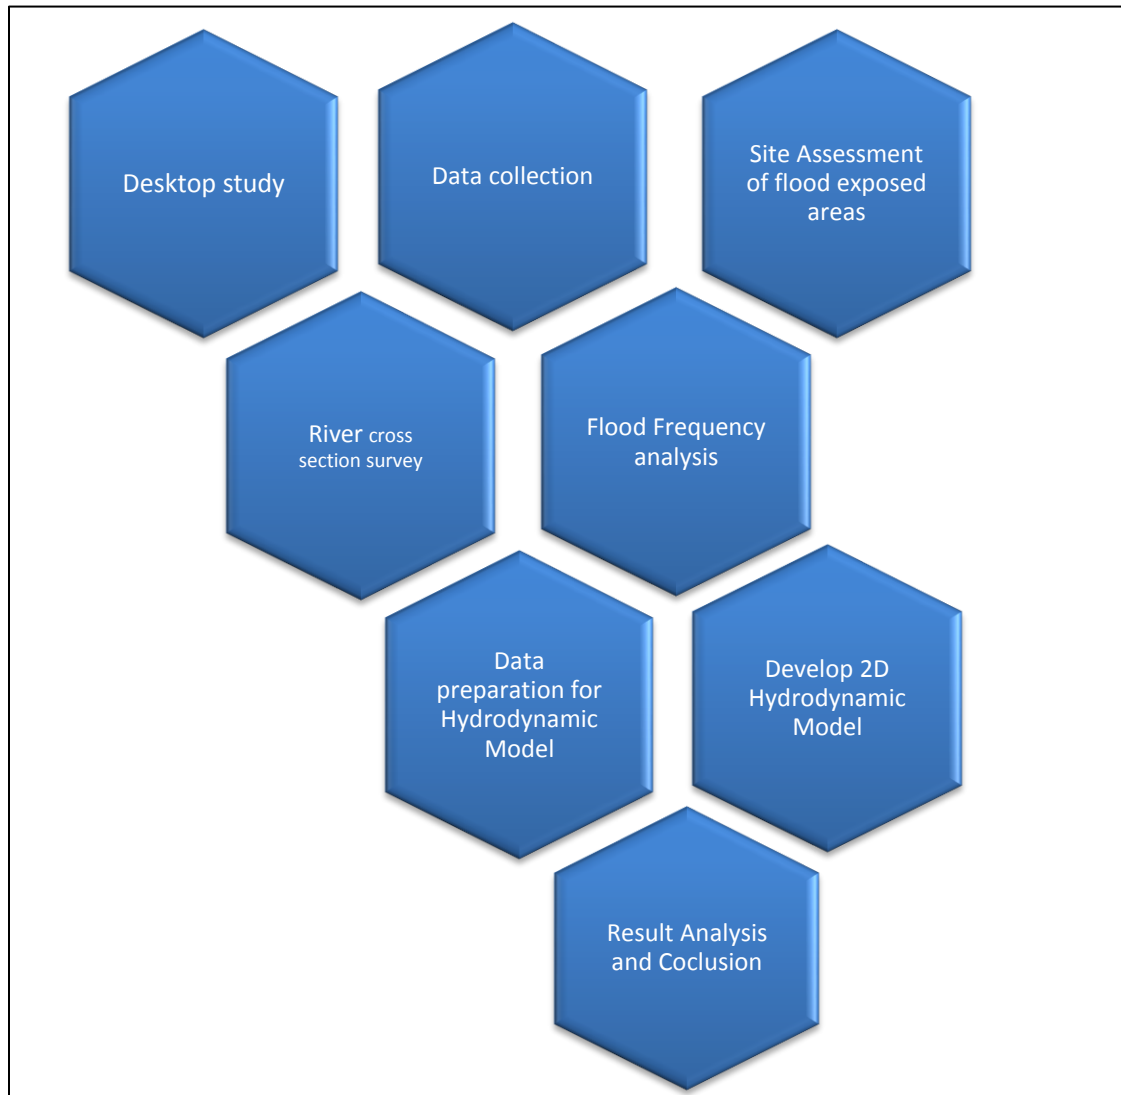 Desktop study
Data collection
Site Assessment
of flood exposed
areas
River cross
section survey
Flood Frequency
analysis
Data
preparation for
Hydrodynamic
Model
Develop 2D
Hydrodynamic
Model
Result Analysis
and Coclusion